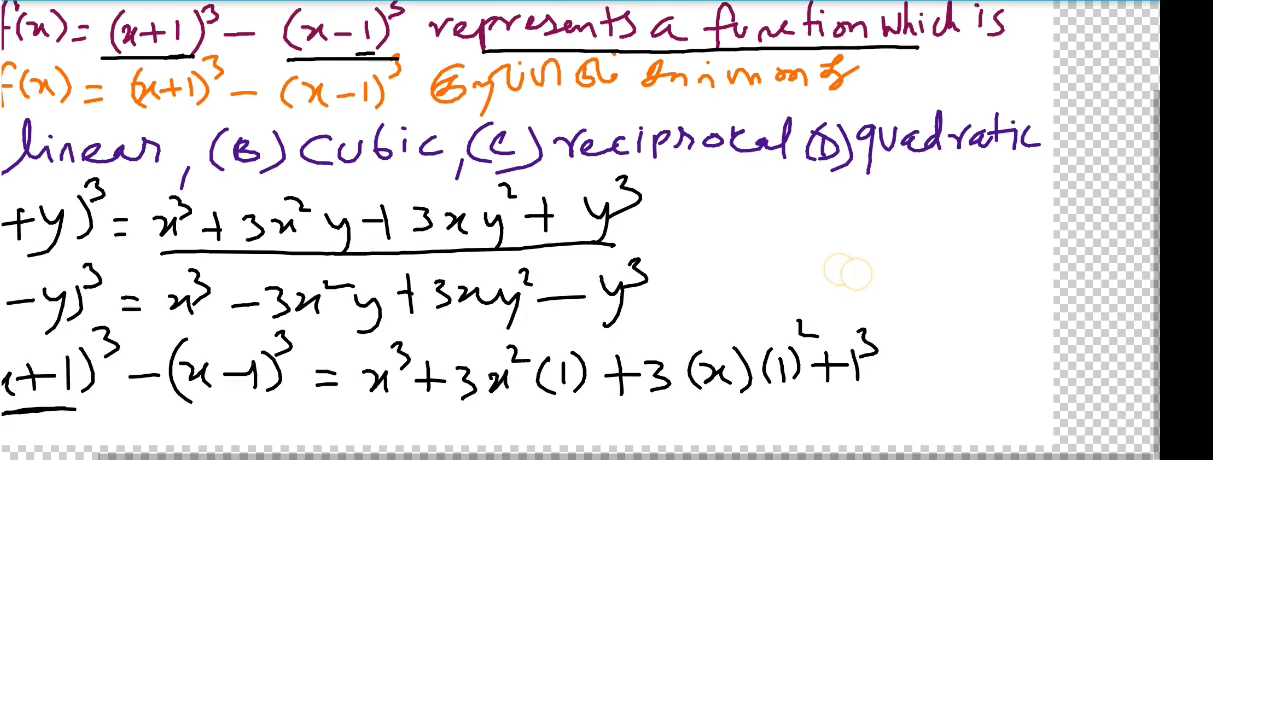 f(x) = (x+1)³ – (x–1)³ represents a function which is
f(x) = (x+1)³ – (x–1)³
linear, (B) Cubic, (C) reciprocal (D) quadratic
+y)³ = x³ + 3x²y + 3xy² + y³
–y)³ = x³ – 3x²y + 3xy² – y³
x+1)³ – (x–1)³ = x³ + 3x²(1) + 3(x)(1)² + 1³